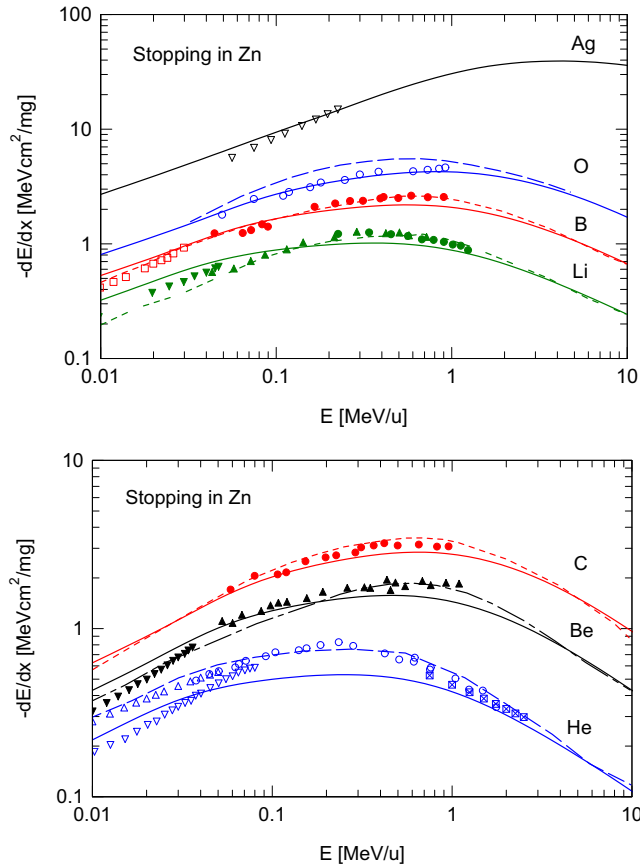 100
Stopping in Zn
Ag
10
O
B
1
Li
0.1
0.01
0.1
1
10
-dE/dx [MeVcm²/mg]
E [MeV/u]
10
Stopping in Zn
C
1
Be
He
0.1
0.01
0.1
1
10
-dE/dx [MeVcm²/mg]
E [MeV/u]